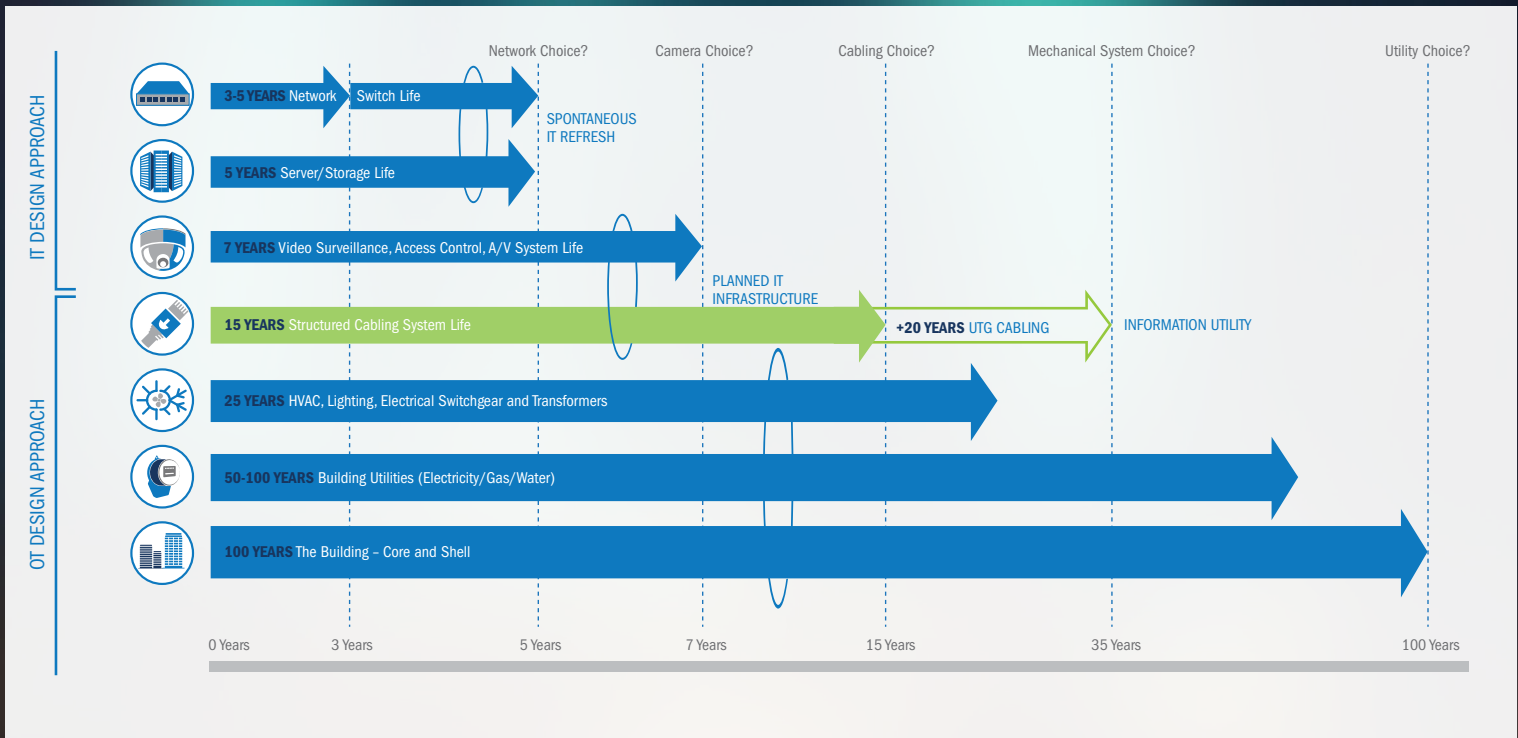 Network Choice?
Camera Choice?
Cabling Choice?
Mechanical System Choice?
Utility Choice?
IT DESIGN APPROACH
3-5 YEARS Network Switch Life
SPONTANEOUS
IT REFRESH
5 YEARS Server/Storage Life
7 YEARS Video Surveillance, Access Control, A/V System Life
PLANNED IT
INFRASTRUCTURE
15 YEARS Structured Cabling System Life
+20 YEARS UTG CABLING
INFORMATION UTILITY
OT DESIGN APPROACH
25 YEARS HVAC, Lighting, Electrical Switchgear and Transformers
50-100 YEARS Building Utilities (Electricity/Gas/Water)
100 YEARS The Building – Core and Shell
0 Years
3 Years
5 Years
7 Years
15 Years
35 Years
100 Years